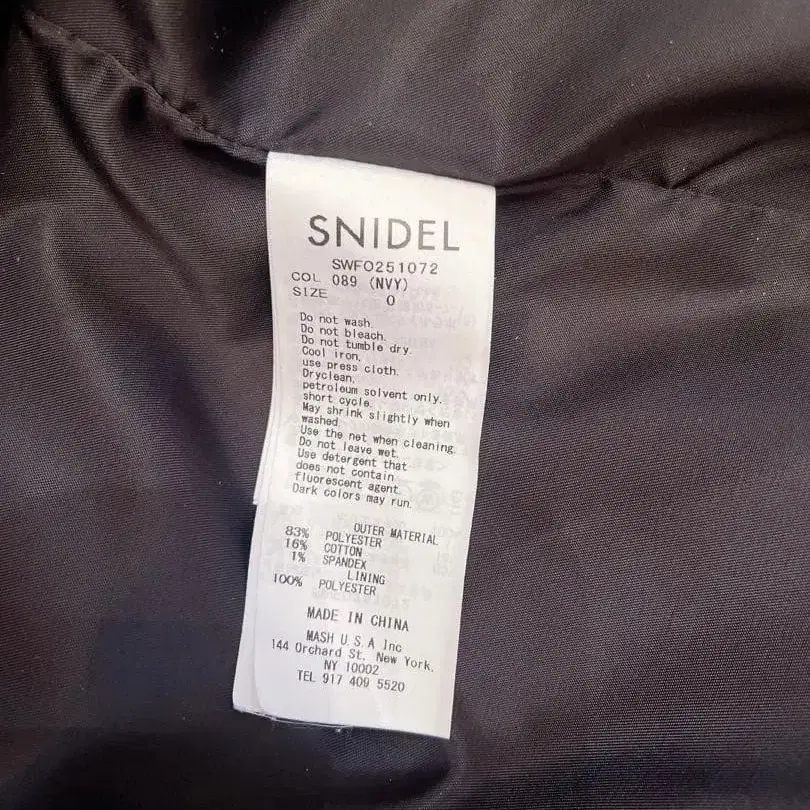 SNIDEL
SWFO251072
COL 089 (NVY)
SIZE 0
Do not wash.
Do not bleach.
Do not tumble dry.
Cool iron,
use press cloth.
Dryclean,
petroleum solvent only.
short cycle.
May shrink slightly when
washed.
Use the net when cleaning.
Do not leave wet.
Use detergent that
does not contain
fluorescent agent.
Dark colors may run.
OUTER MATERIAL
83% POLYESTER
16% COTTON
1% SPANDEX
LINING
100% POLYESTER
MADE IN CHINA
MASH U.S.A Inc
144 Orchard St. New York.
NY 10002
TEL 917 409 5520